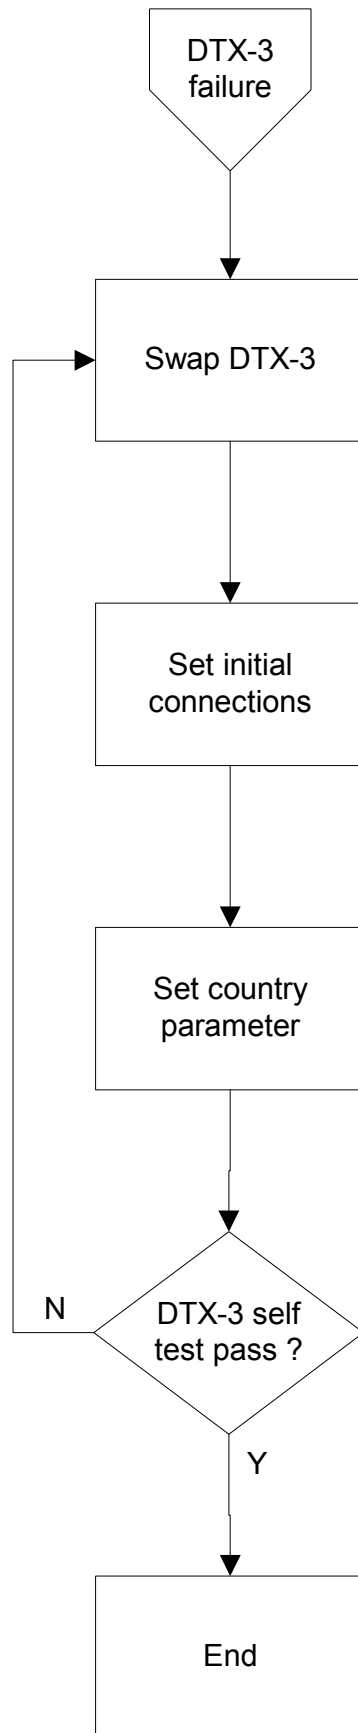 DTX-3
failure
Swap DTX-3
Set initial
connections
Set country
parameter
N
DTX-3 self
test pass ?
Y
End